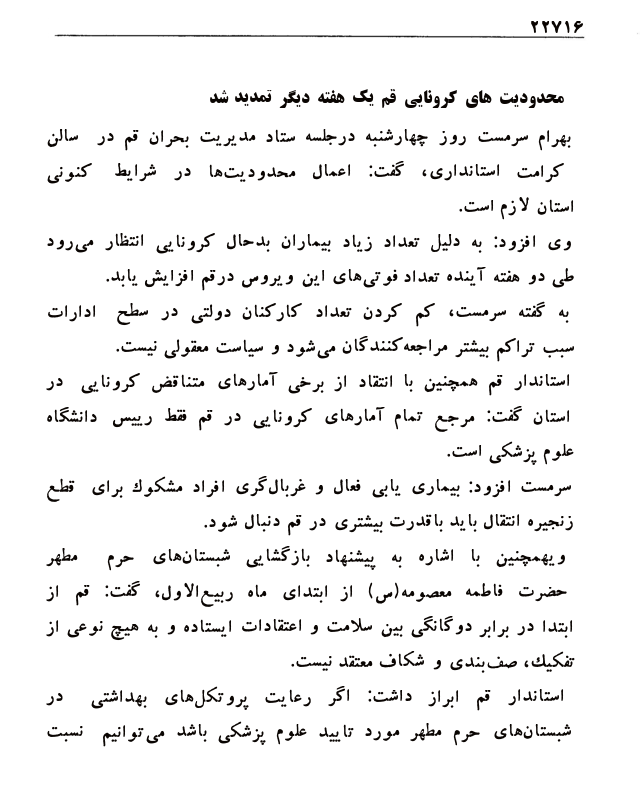 ۲۲۷۱۶
محدودیت های کرونایی قم یک هفته دیگر تمدید شد
بهرام سرمست روز چهارشنبه درجلسه ستاد مدیریت بحران قم در سالن
کرامت استانداری، گفت: اعمال محدودیت‌ها در شرایط کنونی
استان لازم است.
وی افزود: به دلیل تعداد زیاد بیماران بدحال کرونایی انتظار می‌رود
طی دو هفته آینده تعداد فوتی‌های این ویروس درقم افزایش یابد.
به گفته سرمست، کم کردن تعداد کارکنان دولتی در سطح ادارات
سبب تراکم بیشتر مراجعه‌کنندگان می‌شود و سیاست معقولی نیست.
استاندار قم همچنین با انتقاد از برخی آمارهای متناقض کرونایی در
استان گفت: مرجع تمام آمارهای کرونایی در قم فقط رییس دانشگاه
علوم پزشکی است.
سرمست افزود: بیماری یابی فعال و غربال‌گری افراد مشکوك برای قطع
زنجیره انتقال باید باقدرت بیشتری در قم دنبال شود.
ویهمچنین با اشاره به پیشنهاد بازگشایی شبستان‌های حرم مطهر
حضرت فاطمه معصومه(س) از ابتدای ماه ربیع‌الاول، گفت: قم از
ابتدا در برابر دوگانگی بین سلامت و اعتقادات ایستاده و به هیچ نوعی از
تفکیك، صف‌بندی و شکاف معتقد نیست.
استاندار قم ابراز داشت: اگر رعایت پروتکل‌های بهداشتی در
شبستان‌های حرم مطهر مورد تایید علوم پزشکی باشد می‌توانیم نسبت